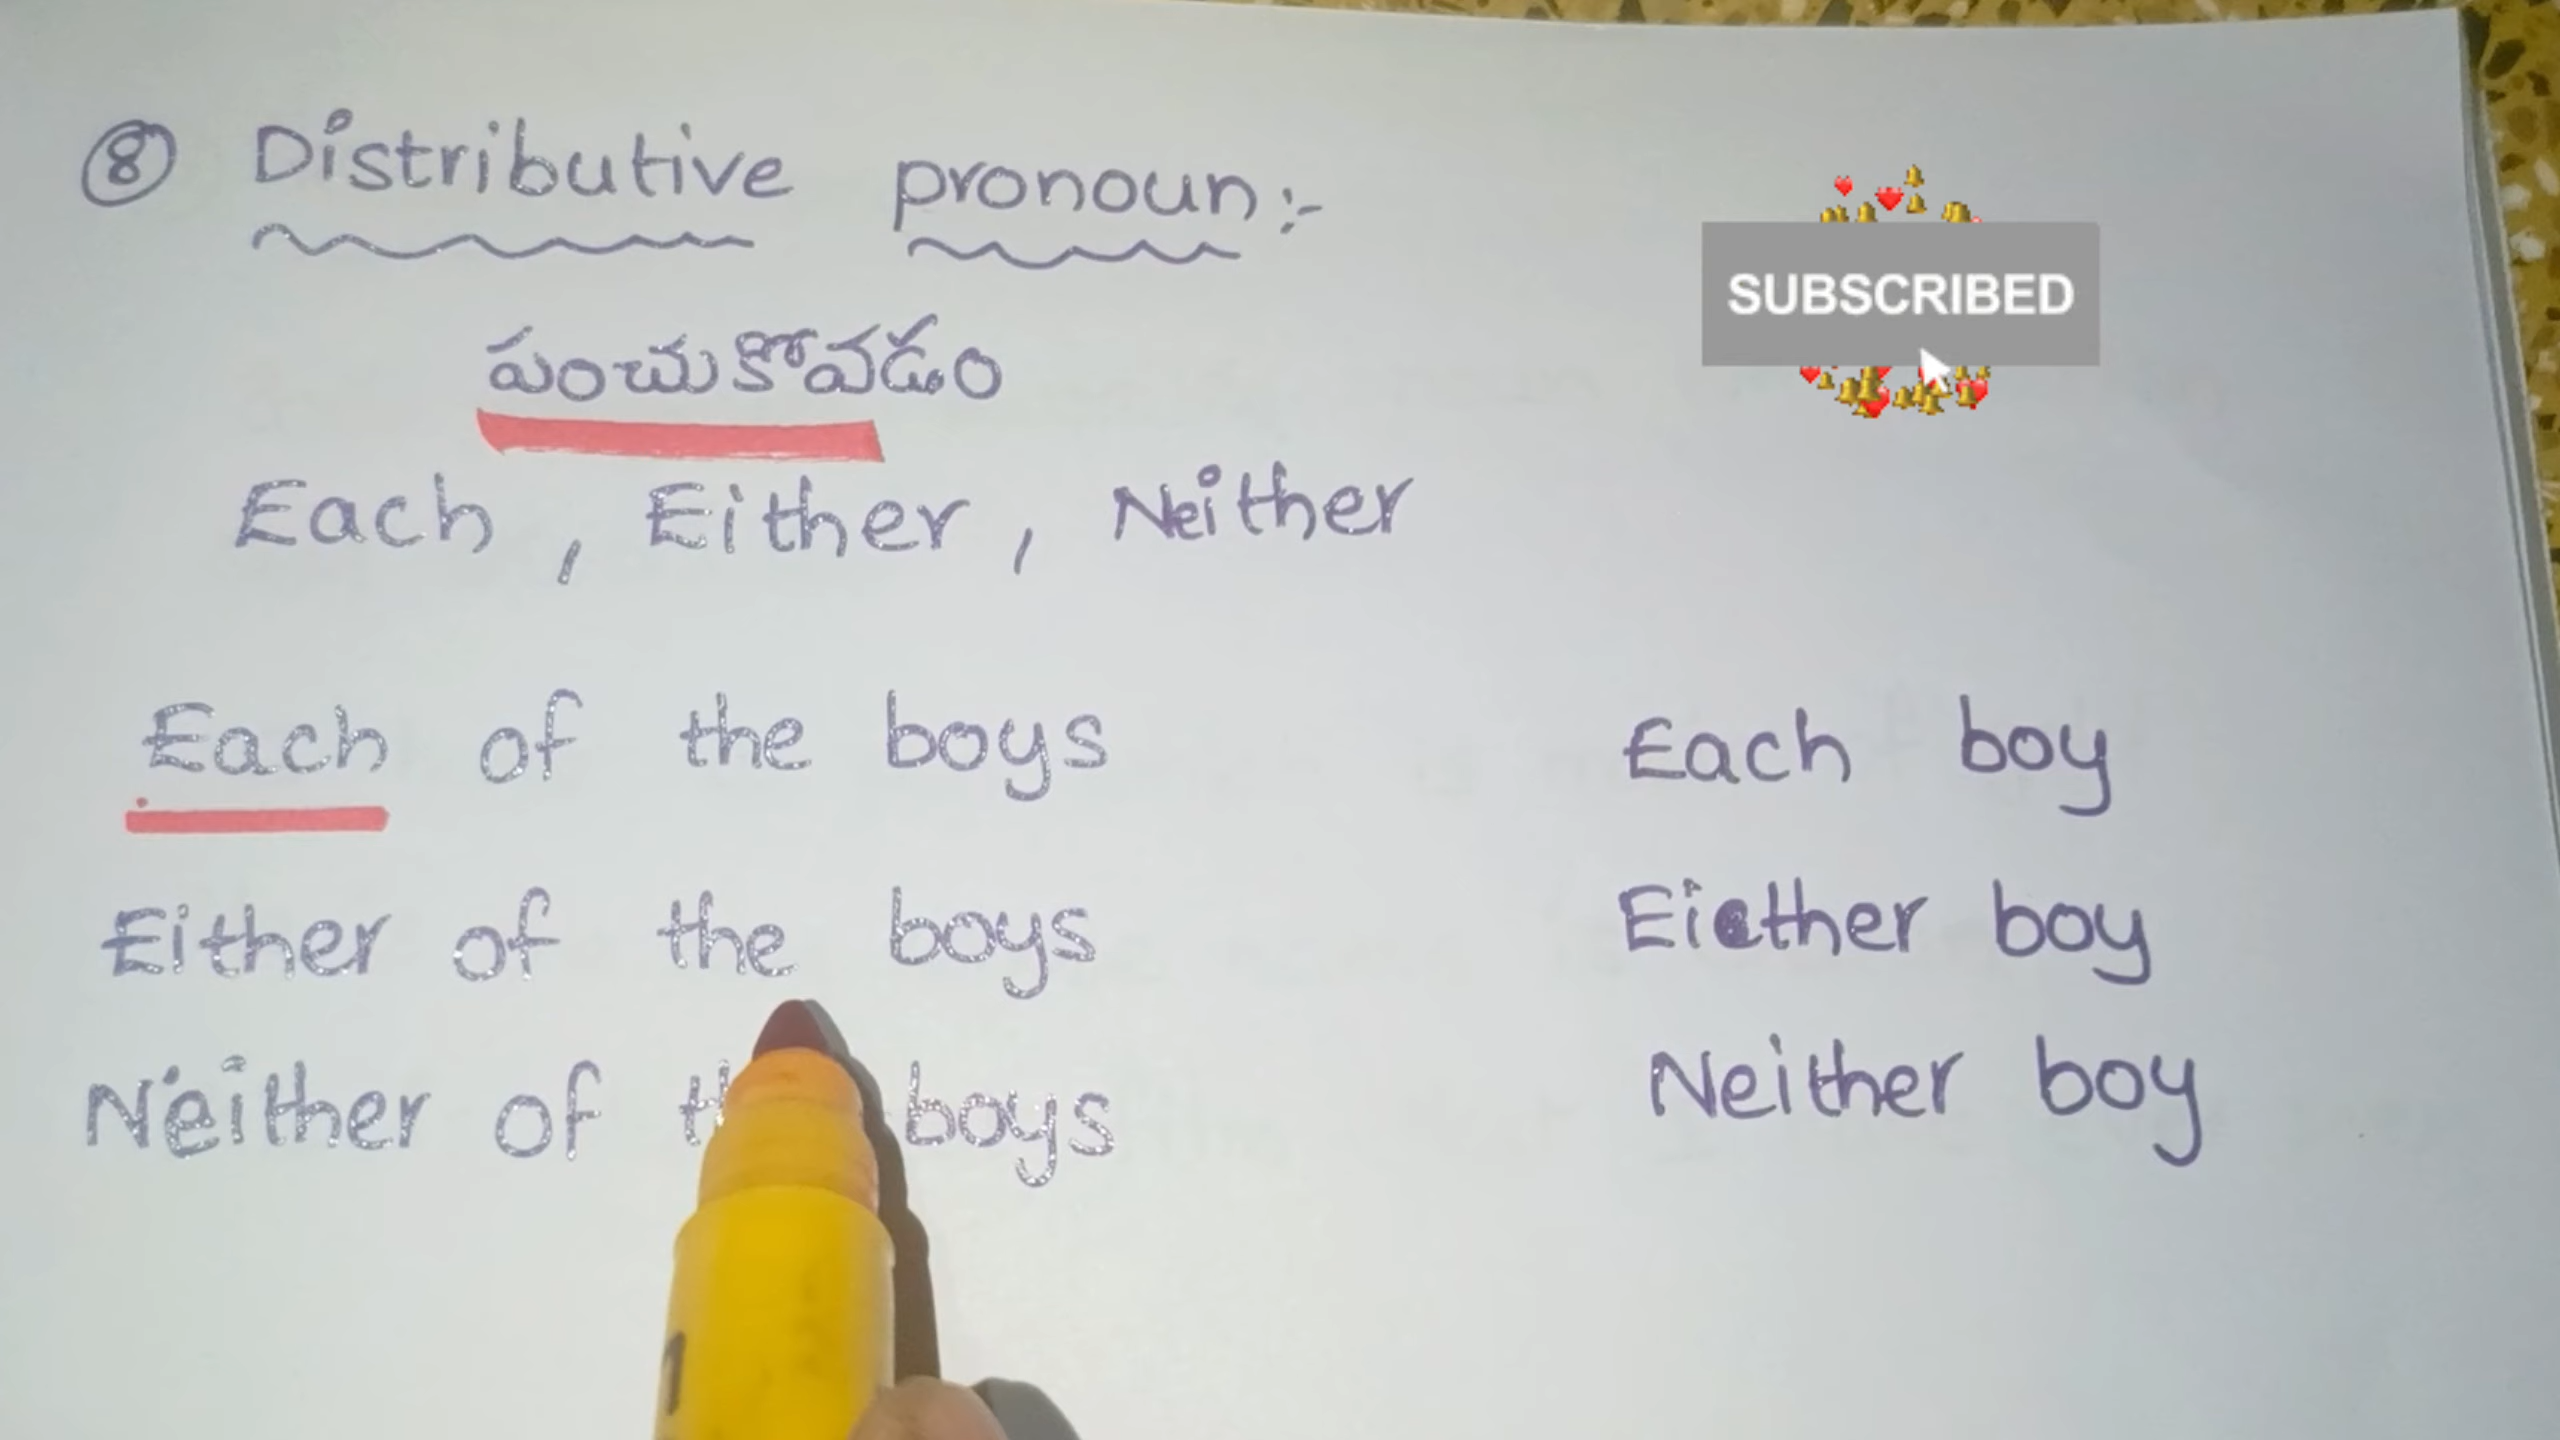 8 Distributive pronoun:-
SUBSCRIBED
పంచుకోవడం
Each , Either , Neither
Each of the boys
Each boy
Either of the boys
Eicther boy
Neither of boys
Neither boy